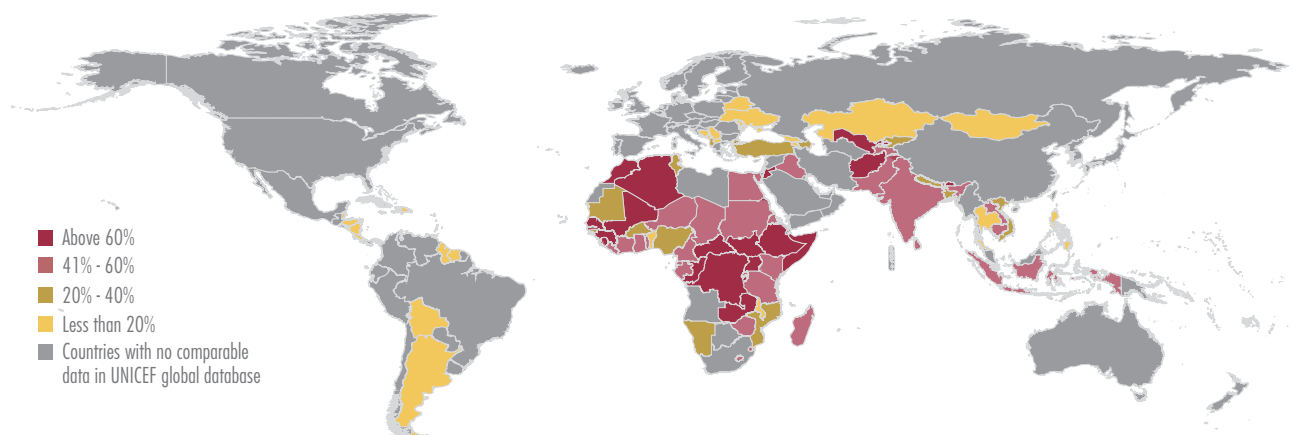 Above 60%
41% - 60%
20% - 40%
Less than 20%
Countries with no comparable
data in UNICEF global database